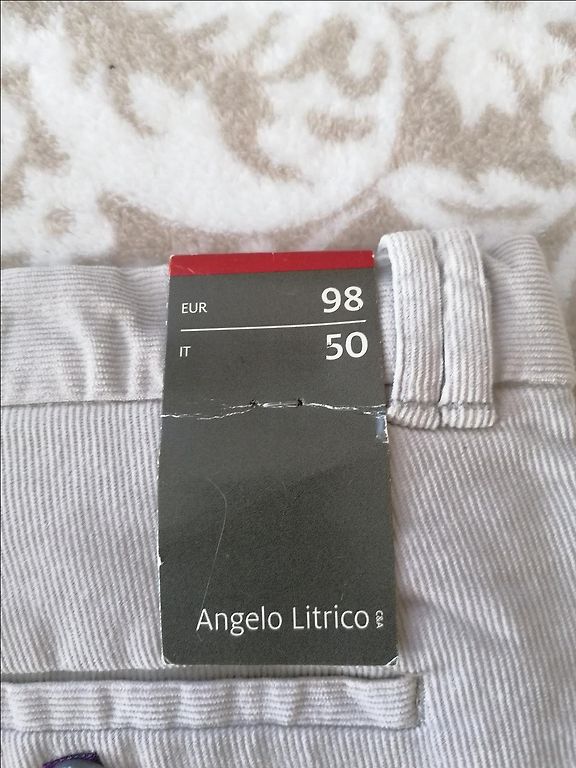 EUR 98
IT 50
Angelo Litrico C&A